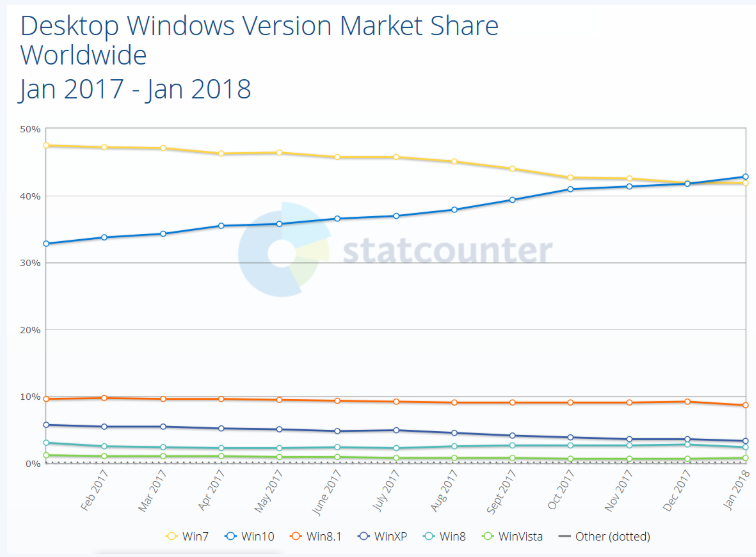 Desktop Windows Version Market Share
Worldwide
Jan 2017 - Jan 2018
50%
40%
30%
20%
10%
0%
statcounter
Feb 2017
Mar 2017
Apr 2017
May 2017
June 2017
July 2017
Aug 2017
Sept 2017
Oct 2017
Nov 2017
Dec 2017
Jan 2018
Win7 Win10 Win8.1 WinXP Win8 WinVista Other (dotted)